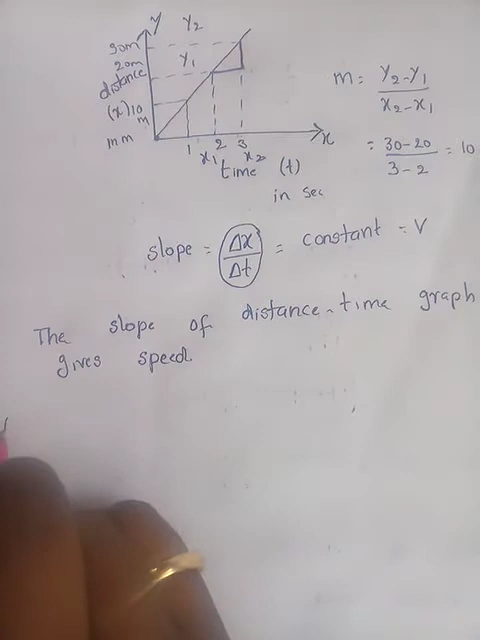 y y₂
30m
20m y₁
distance
(x) 10
m
mm
1 2 3 x
x₁ x₂
time (t)
in sec
m: y₂-y₁
x₂-x₁
= 30-20 = 10
3-2
slope = Δx = constant = V
Δt
The slope of distance-time graph
gives speed.